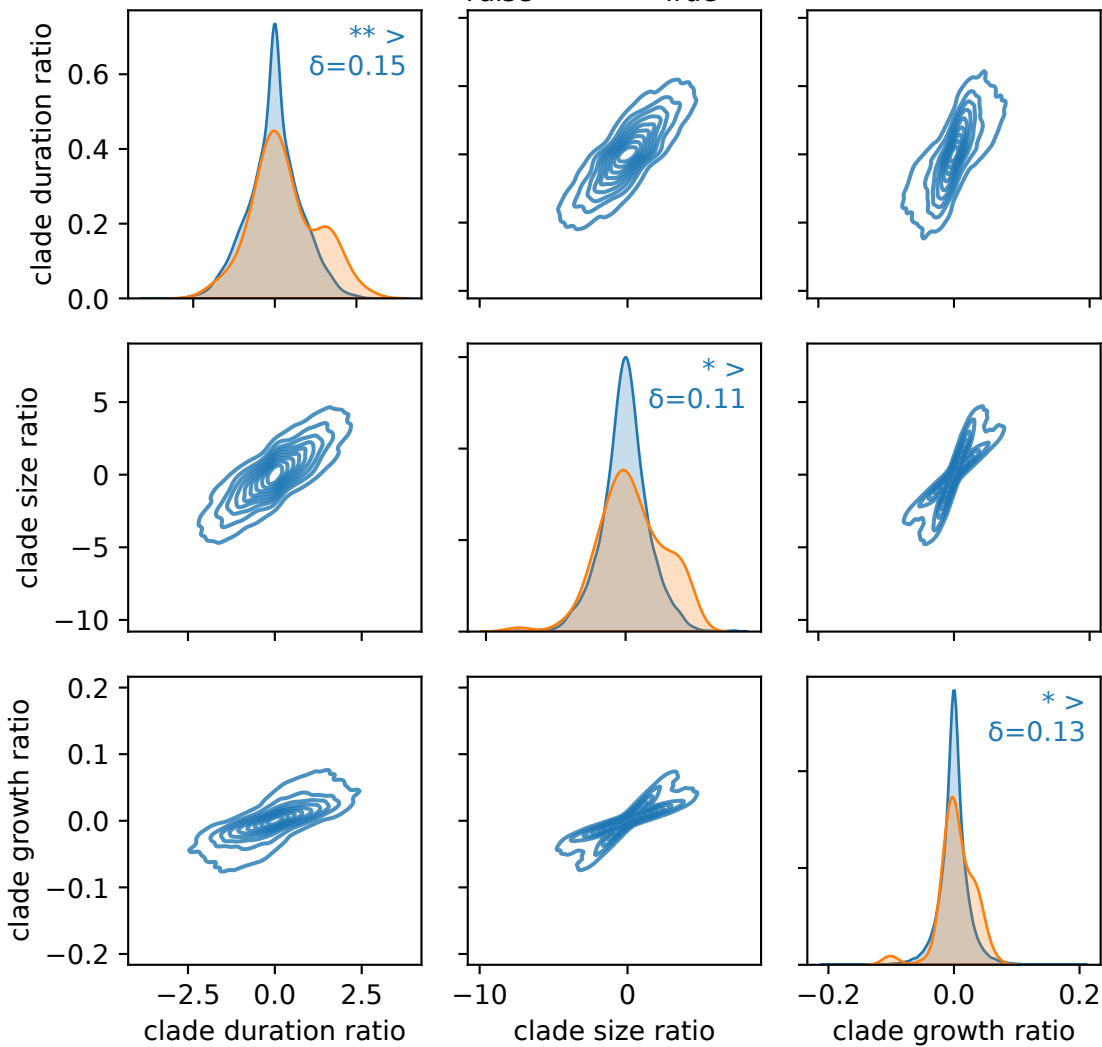 clade duration ratio
0.6
0.4
0.2
0.0
** >
δ=0.15
clade size ratio
5
0
−5
−10
* >
δ=0.11
clade growth ratio
0.2
0.1
0.0
−0.1
−0.2
* >
δ=0.13
−2.5 0.0 2.5
−10 0
−0.2 0.0 0.2
clade duration ratio
clade size ratio
clade growth ratio